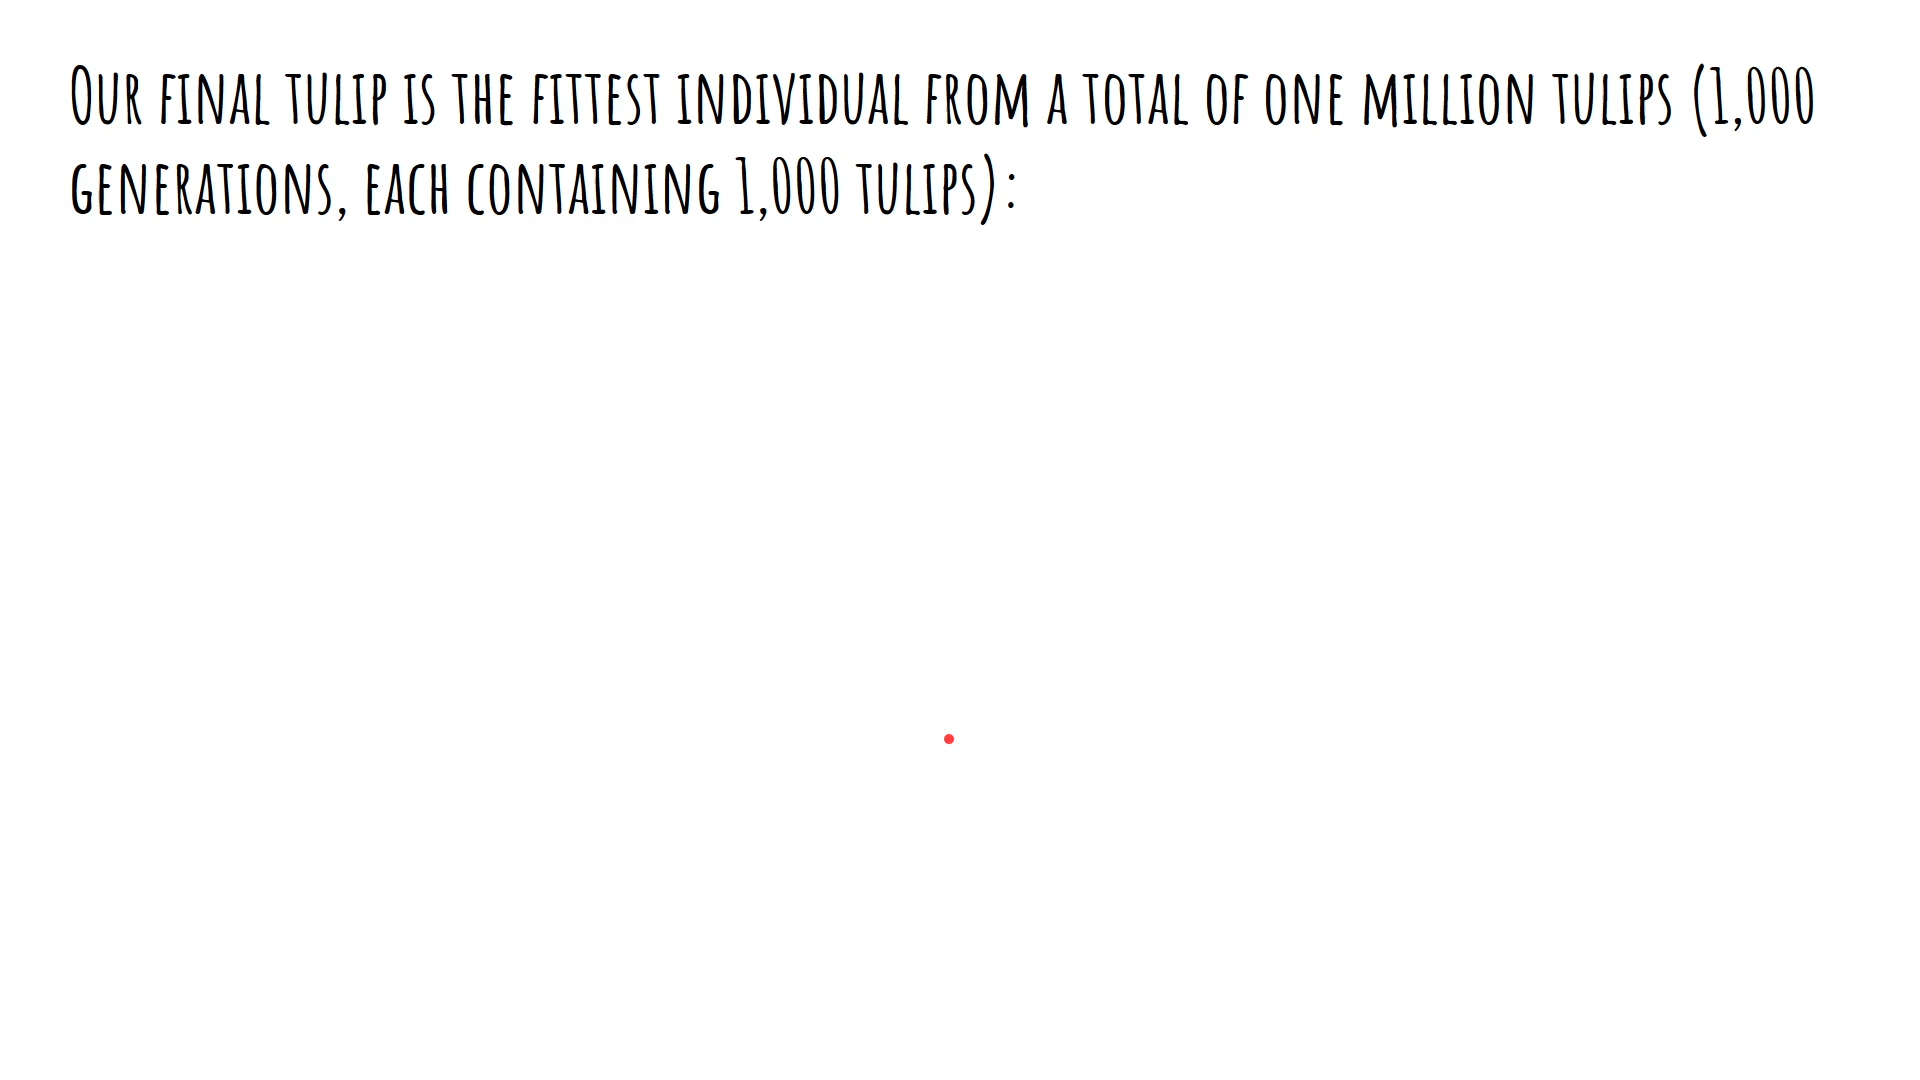 Our final tulip is the fittest individual from a total of one million tulips (1,000
generations, each containing 1,000 tulips):